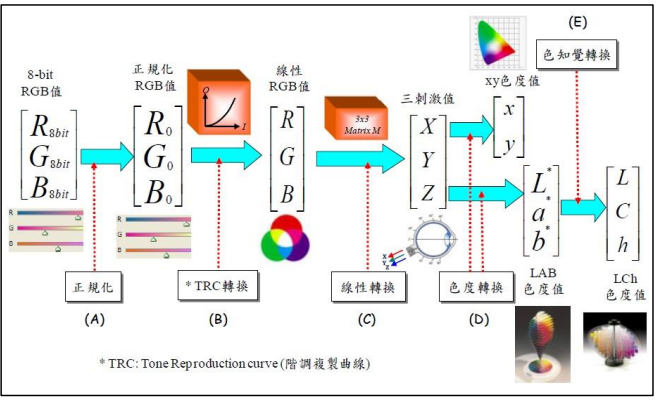 (E)
8-bit
RGB值
正規化
RGB值
線性
RGB值
三刺激值
xy色度值
色知覺轉換
R8bit
G8bit
B8bit
R0
G0
B0
O
I
R
G
B
3x3
Matrix M
X
Y
Z
x
y
L*
a*
b*
L
C
h
R
G
B
R
G
B
X
Y
Z
正規化
* TRC轉換
線性轉換
色度轉換
LAB
色度值
LCh
色度值
(A)
(B)
(C)
(D)
* TRC: Tone Reproduction curve (階調複製曲線)